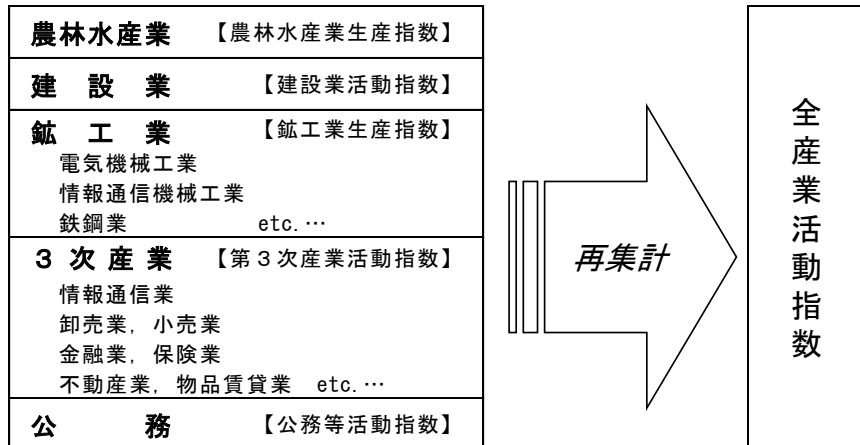 農林水産業 【農林水産業生産指数】
建設業 【建設業活動指数】
鉱工業 【鉱工業生産指数】
電気機械工業
情報通信機械工業
鉄鋼業 etc.…
３次産業 【第３次産業活動指数】
情報通信業
卸売業，小売業
金融業，保険業
不動産業，物品賃貸業 etc.…
公務 【公務等活動指数】
再集計
全産業活動指数